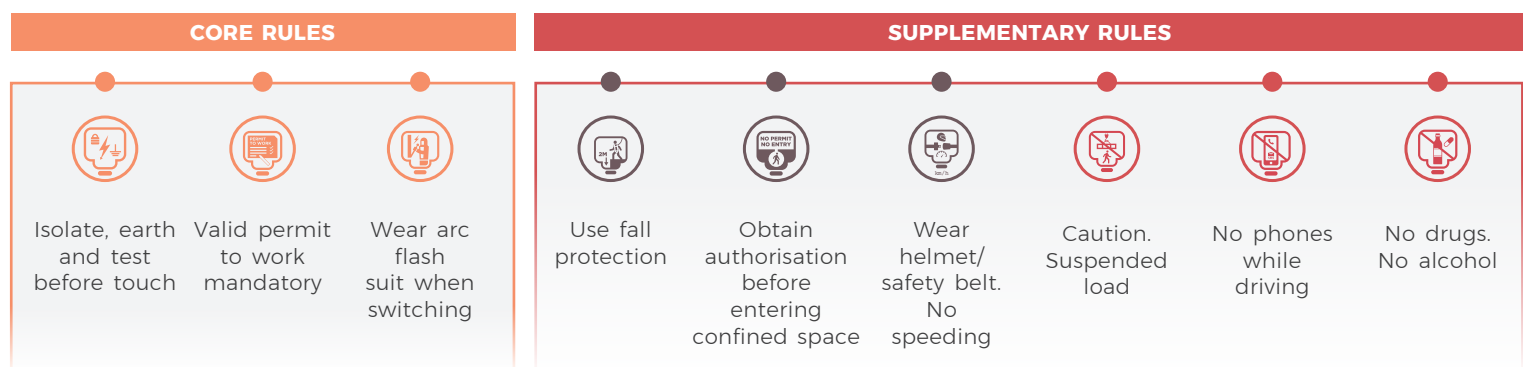 CORE RULES
SUPPLEMENTARY RULES
PERMIT
TO WORK
2M
NO PERMIT
NO ENTRY
km/h
Isolate, earth
and test
before touch
Valid permit
to work
mandatory
Wear arc
flash
suit when
switching
Use fall
protection
Obtain
authorisation
before
entering
confined space
Wear
helmet/
safety belt.
No
speeding
Caution.
Suspended
load
No phones
while
driving
No drugs.
No alcohol